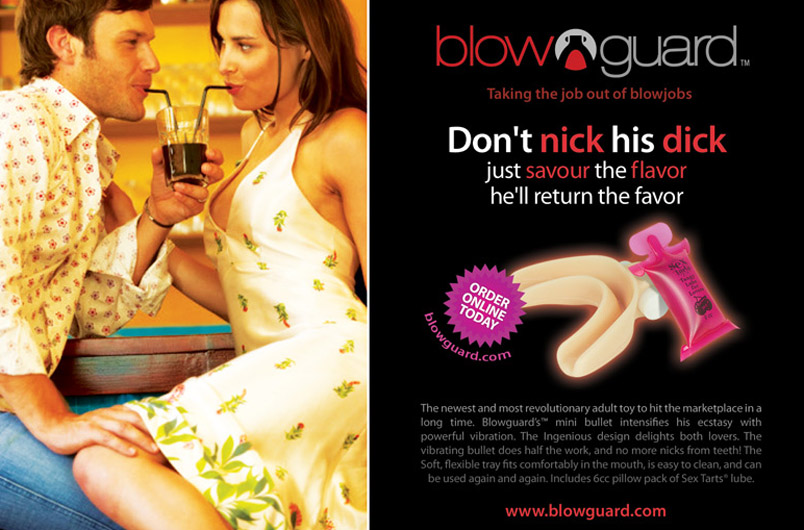 blowguard™
Taking the job out of blowjobs
Don't nick his dick
just savour the flavor
he'll return the favor
ORDER
ONLINE
TODAY
blowguard.com
The newest and most revolutionary adult toy to hit the marketplace in a
long time. Blowguard's™ mini bullet intensifies his ecstasy with
powerful vibration. The Ingenious design delights both lovers. The
vibrating bullet does half the work, and no more nicks from teeth! The
Soft, flexible tray fits comfortably in the mouth, is easy to clean, and can
be used again and again. Includes 6cc pillow pack of Sex Tarts® lube.
www.blowguard.com